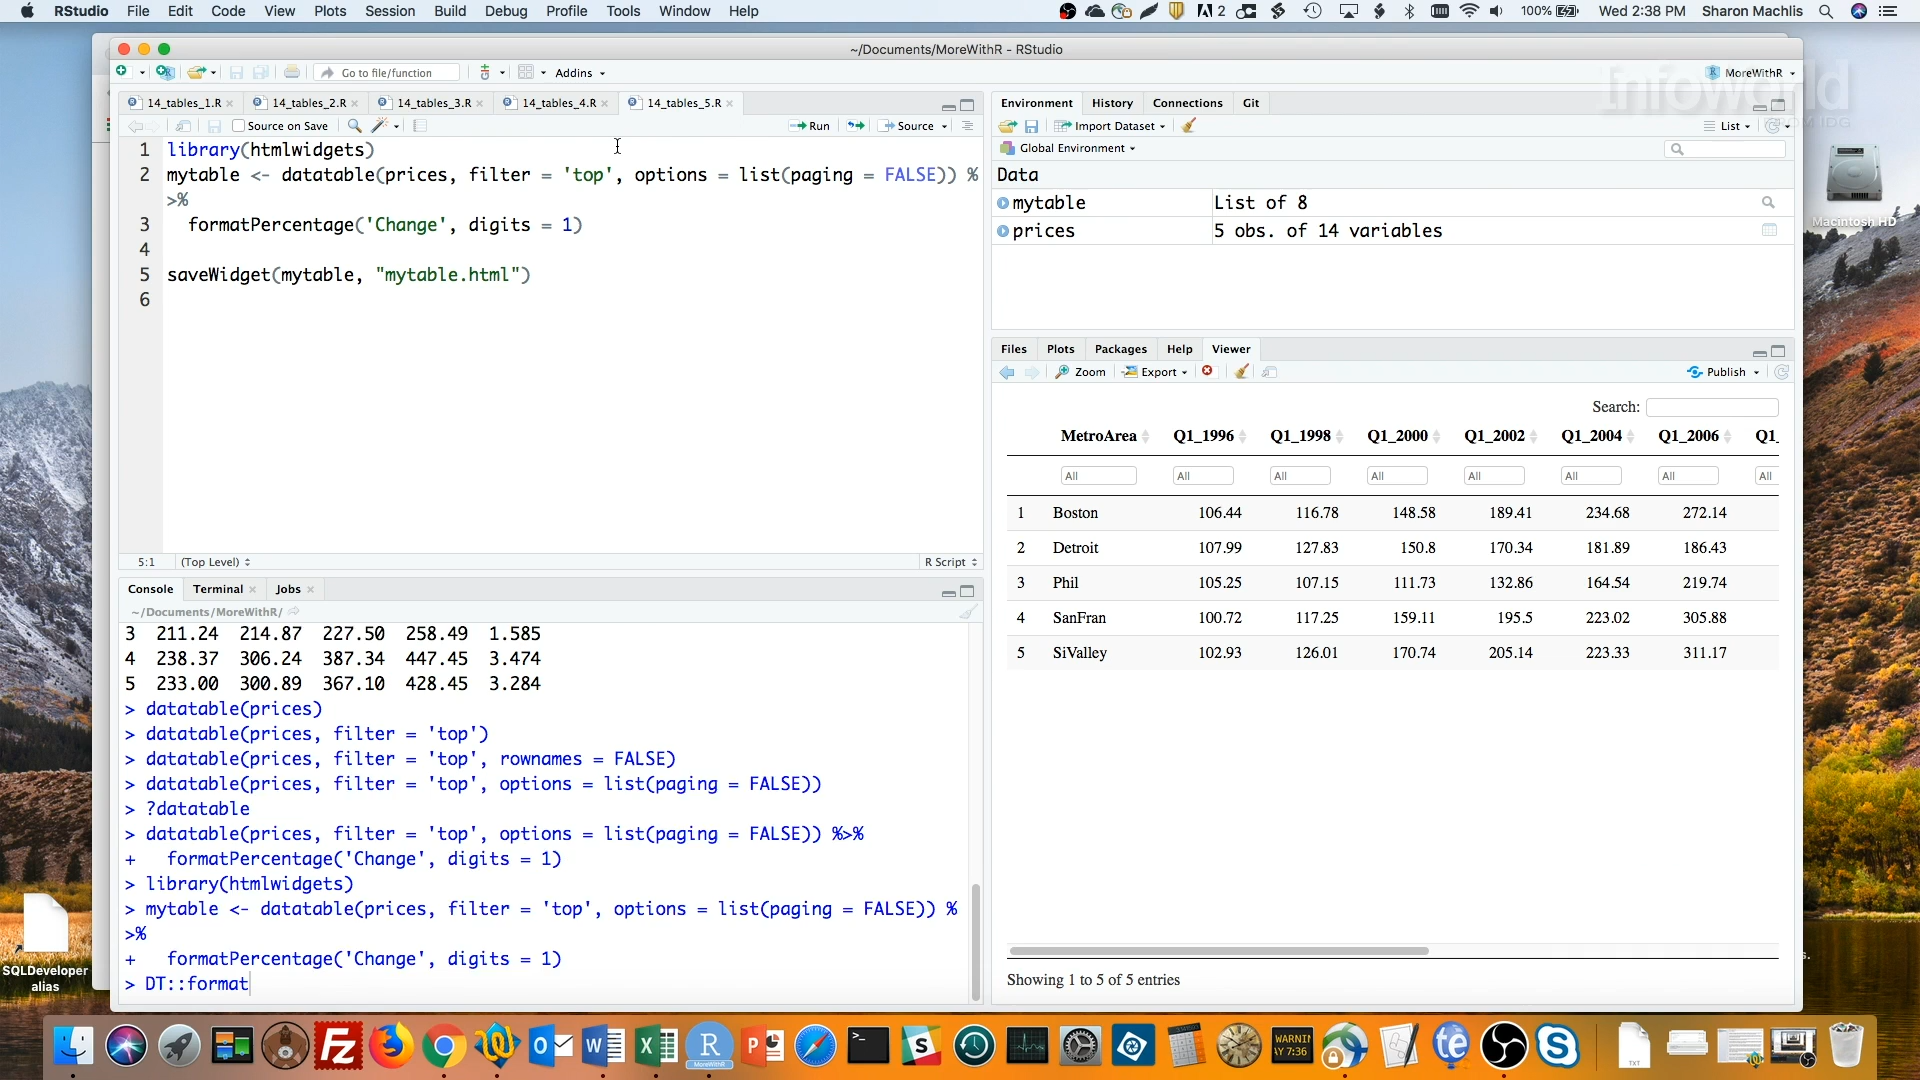 RStudio File Edit Code View Plots Session Build Debug Profile Tools Window Help
2 100% Wed 2:38 PM Sharon Machlis
~/Documents/MoreWithR - RStudio
Go to file/function Addins MoreWithR
InfoWorld
FROM IDG
14_tables_1.R 14_tables_2.R 14_tables_3.R 14_tables_4.R 14_tables_5.R
Source on Save Run Source
1 library(htmlwidgets)
2 mytable <- datatable(prices, filter = 'top', options = list(paging = FALSE)) %
>%
3 formatPercentage('Change', digits = 1)
4
5 saveWidget(mytable, "mytable.html")
6
5:1 (Top Level) R Script
Console Terminal Jobs
~/Documents/MoreWithR/
3 211.24 214.87 227.50 258.49 1.585
4 238.37 306.24 387.34 447.45 3.474
5 233.00 300.89 367.10 428.45 3.284
> datatable(prices)
> datatable(prices, filter = 'top')
> datatable(prices, filter = 'top', rownames = FALSE)
> datatable(prices, filter = 'top', options = list(paging = FALSE))
> ?datatable
> datatable(prices, filter = 'top', options = list(paging = FALSE)) %>%
+ formatPercentage('Change', digits = 1)
> library(htmlwidgets)
> mytable <- datatable(prices, filter = 'top', options = list(paging = FALSE)) %
>%
+ formatPercentage('Change', digits = 1)
> DT::format
Environment History Connections Git
Import Dataset List
Global Environment
Data
mytable List of 8
prices 5 obs. of 14 variables
Files Plots Packages Help Viewer
Zoom Export Publish
Search:
MetroArea Q1_1996 Q1_1998 Q1_2000 Q1_2002 Q1_2004 Q1_2006 Q1_
All All All All All All All All
1 Boston 106.44 116.78 148.58 189.41 234.68 272.14
2 Detroit 107.99 127.83 150.8 170.34 181.89 186.43
3 Phil 105.25 107.15 111.73 132.86 164.54 219.74
4 SanFran 100.72 117.25 159.11 195.5 223.02 305.88
5 SiValley 102.93 126.01 170.74 205.14 223.33 311.17
Showing 1 to 5 of 5 entries
Macintosh HD
SQLDeveloper
alias